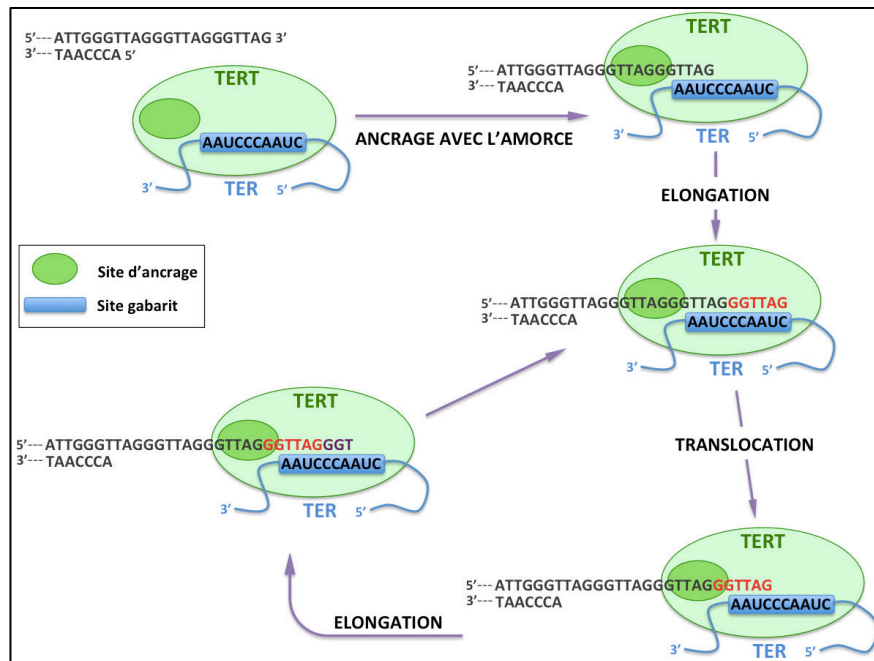 5’--- ATTGGGTTAGGGTTAGGGTTAG 3’
3’--- TAACCCA 5’
TERT
AAUCCCAAUC
3’
TER
5’
ANCRAGE AVEC L’AMORCE
TERT
5’--- ATTGGGTTAGGGTTAGGGTTAG
3’--- TAACCCA
AAUCCCAAUC
3’
TER
5’
ELONGATION
Site d’ancrage
Site gabarit
TERT
5’--- ATTGGGTTAGGGTTAGGGTTAGGGTTAG
3’--- TAACCCA
AAUCCCAAUC
3’
TER
5’
TRANSLOCATION
TERT
5’--- ATTGGGTTAGGGTTAGGGTTAGGGTTAG
3’--- TAACCCA
AAUCCCAAUC
3’
TER
5’
ELONGATION
TERT
5’--- ATTGGGTTAGGGTTAGGGTTAGGGTTAGGGT
3’--- TAACCCA
AAUCCCAAUC
3’
TER
5’